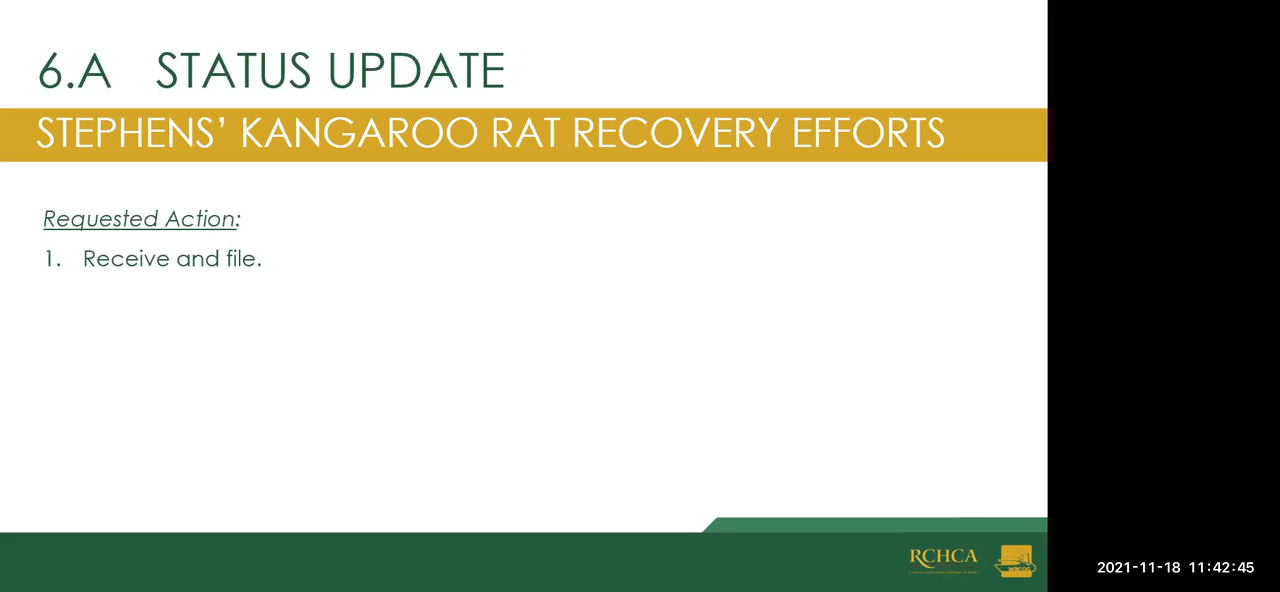 6.A STATUS UPDATE
STEPHENS’ KANGAROO RAT RECOVERY EFFORTS
Requested Action:
1. Receive and file.
RCHCA
WRCOG
2021-11-18 11:42:45